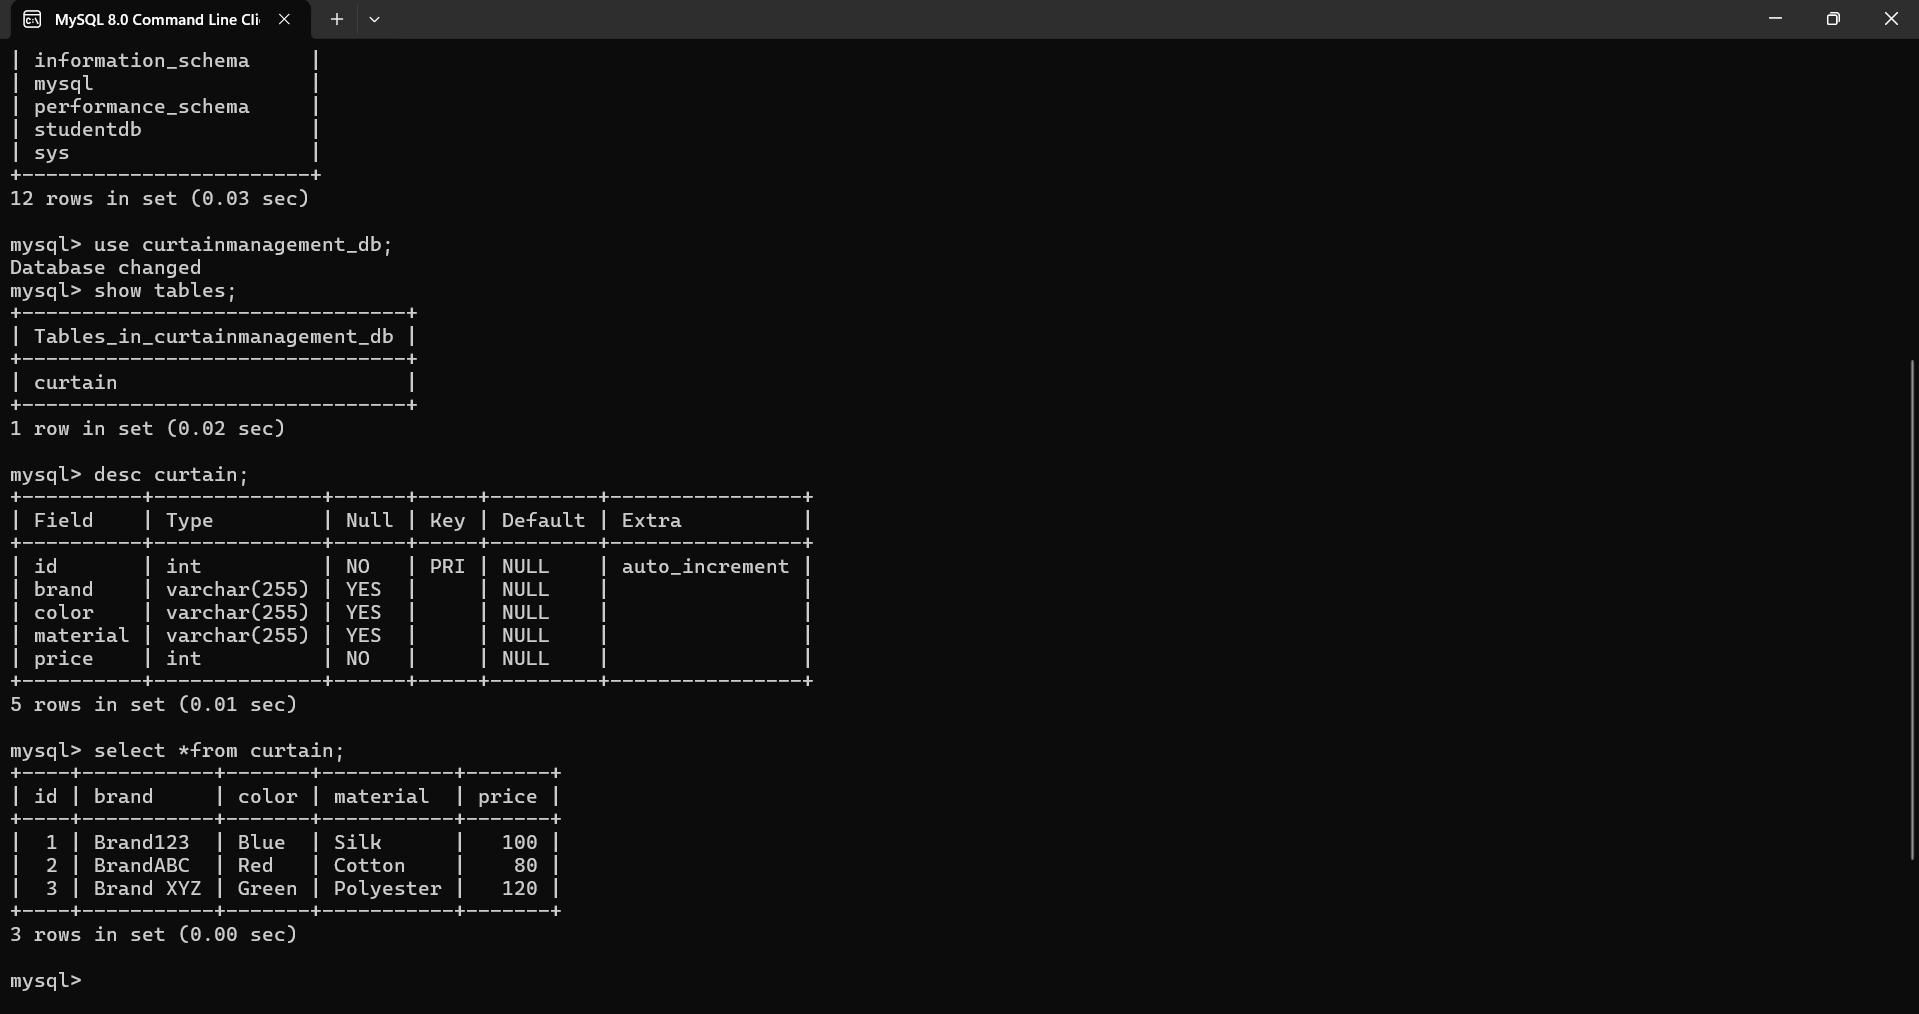 MySQL 8.0 Command Line Cli
| information_schema     |
| mysql                  |
| performance_schema     |
| studentdb              |
| sys                    |
+------------------------+
12 rows in set (0.03 sec)

mysql> use curtainmanagement_db;
Database changed
mysql> show tables;
+--------------------------------+
| Tables_in_curtainmanagement_db |
+--------------------------------+
| curtain                        |
+--------------------------------+
1 row in set (0.02 sec)

mysql> desc curtain;
+----------+--------------+------+-----+---------+----------------+
| Field    | Type         | Null | Key | Default | Extra          |
+----------+--------------+------+-----+---------+----------------+
| id       | int          | NO   | PRI | NULL    | auto_increment |
| brand    | varchar(255) | YES  |     | NULL    |                |
| color    | varchar(255) | YES  |     | NULL    |                |
| material | varchar(255) | YES  |     | NULL    |                |
| price    | int          | NO   |     | NULL    |                |
+----------+--------------+------+-----+---------+----------------+
5 rows in set (0.01 sec)

mysql> select *from curtain;
+----+-----------+-------+-----------+-------+
| id | brand     | color | material  | price |
+----+-----------+-------+-----------+-------+
|  1 | Brand123  | Blue  | Silk      |   100 |
|  2 | BrandABC  | Red   | Cotton    |    80 |
|  3 | Brand XYZ | Green | Polyester |   120 |
+----+-----------+-------+-----------+-------+
3 rows in set (0.00 sec)

mysql>